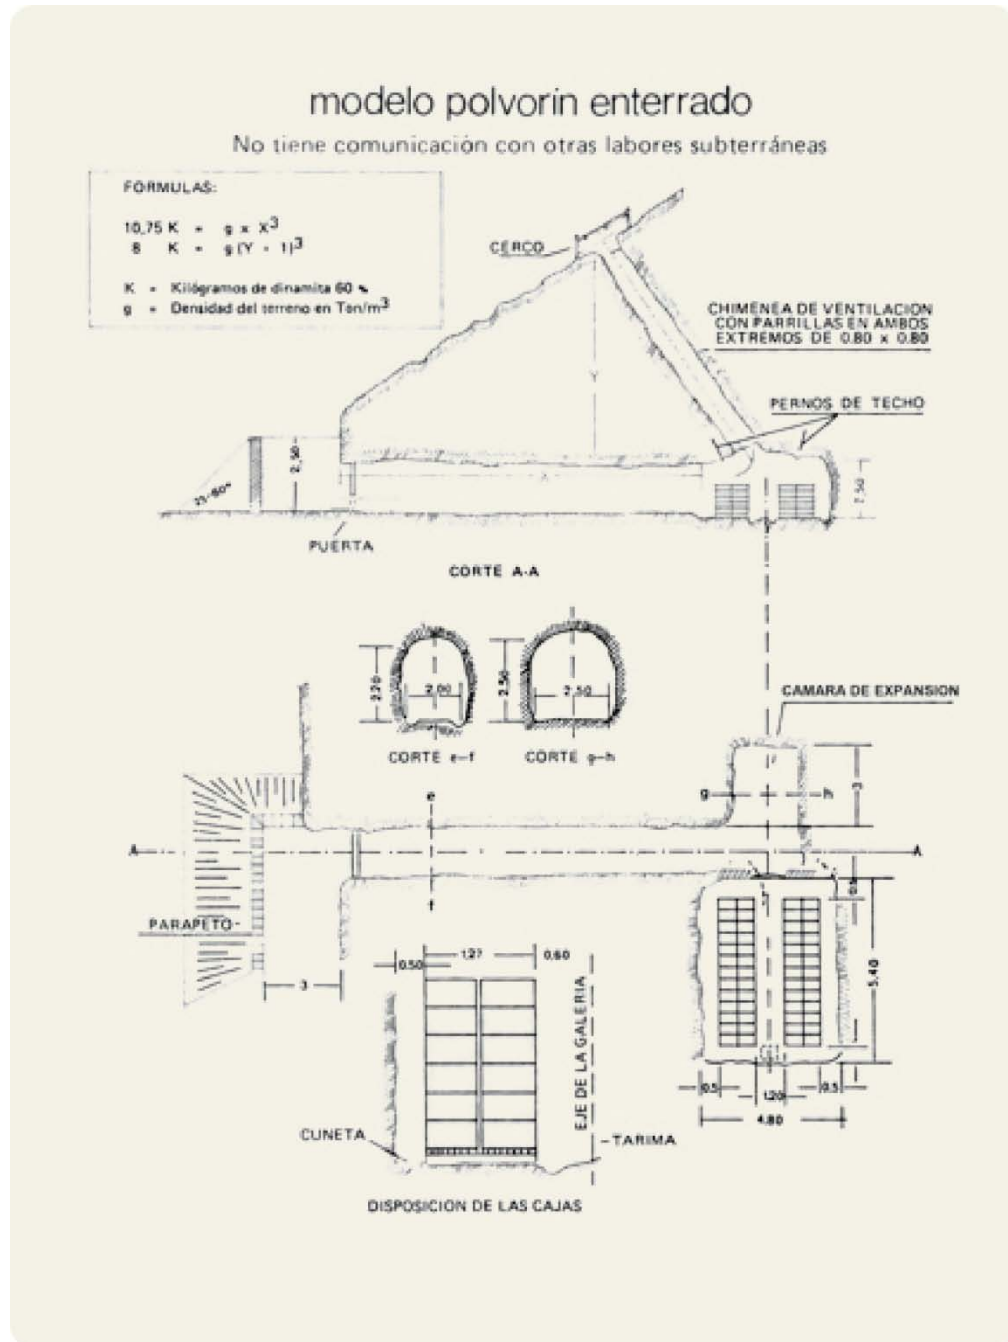 modelo polvorin enterrado
No tiene comunicación con otras labores subterráneas
FORMULAS:
10,75 K = g x X³
8 K = g (Y - 1)³
K = Kilógramos de dinamita 60 %
g = Densidad del terreno en Ton/m³
CERCO
CHIMENEA DE VENTILACION
CON PARRILLAS EN AMBOS
EXTREMOS DE 0.80 x 0.80
Y
PERNOS DE TECHO
2,50
X
PUERTA
CORTE A-A
2,20
2,00
2,50
2,50
CORTE e-f
CORTE g-h
CAMARA DE EXPANSION
g
h
3
e
A
A
f
PARAPETO-
3
5.40
0.50
1.27
0,60
EJE DE LA GALERIA
CUNETA
-TARIMA
0.5
1.20
0.5
4.80
DISPOSICION DE LAS CAJAS